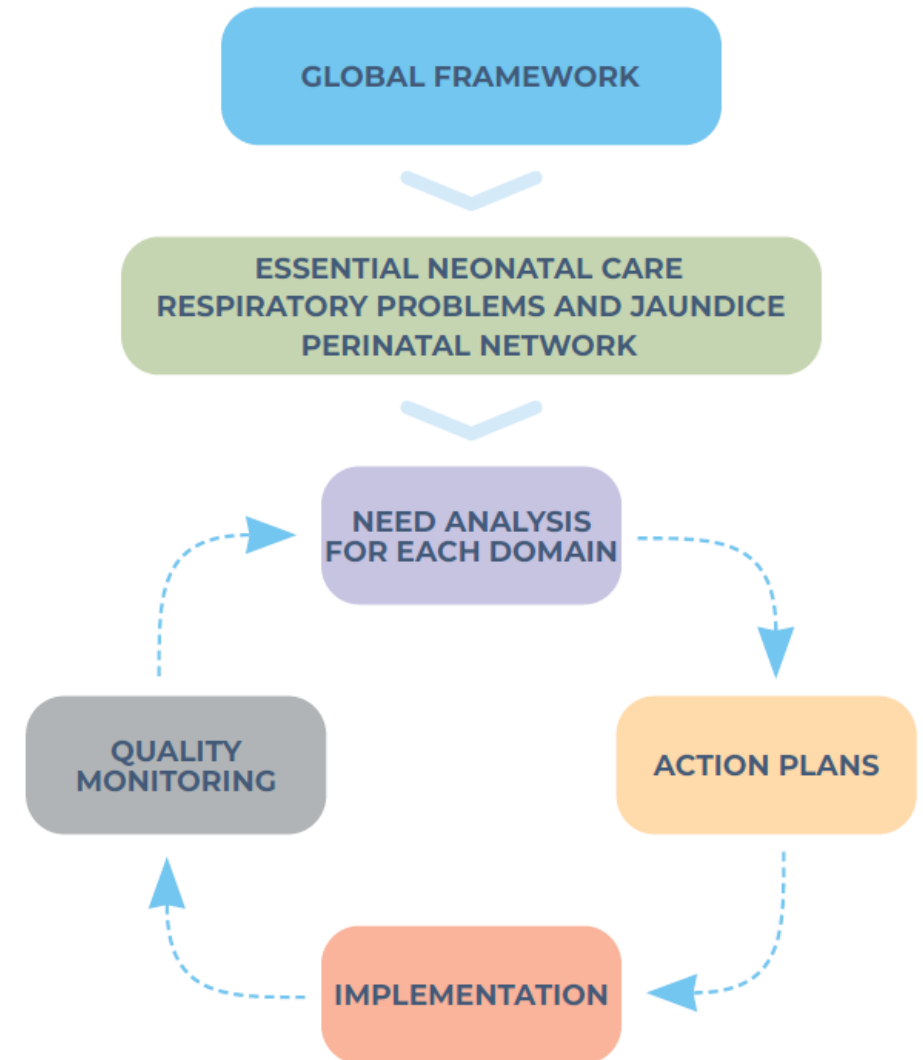 GLOBAL FRAMEWORK
ESSENTIAL NEONATAL CARE
RESPIRATORY PROBLEMS AND JAUNDICE
PERINATAL NETWORK
NEED ANALYSIS
FOR EACH DOMAIN
QUALITY
MONITORING
ACTION PLANS
IMPLEMENTATION